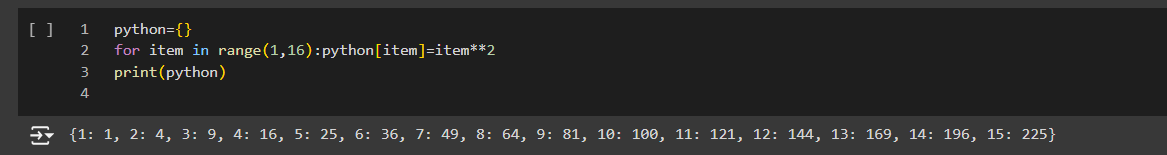 [ ] 1 python={}
2 for item in range(1,16):python[item]=item**2
3 print(python)
4
{1: 1, 2: 4, 3: 9, 4: 16, 5: 25, 6: 36, 7: 49, 8: 64, 9: 81, 10: 100, 11: 121, 12: 144, 13: 169, 14: 196, 15: 225}